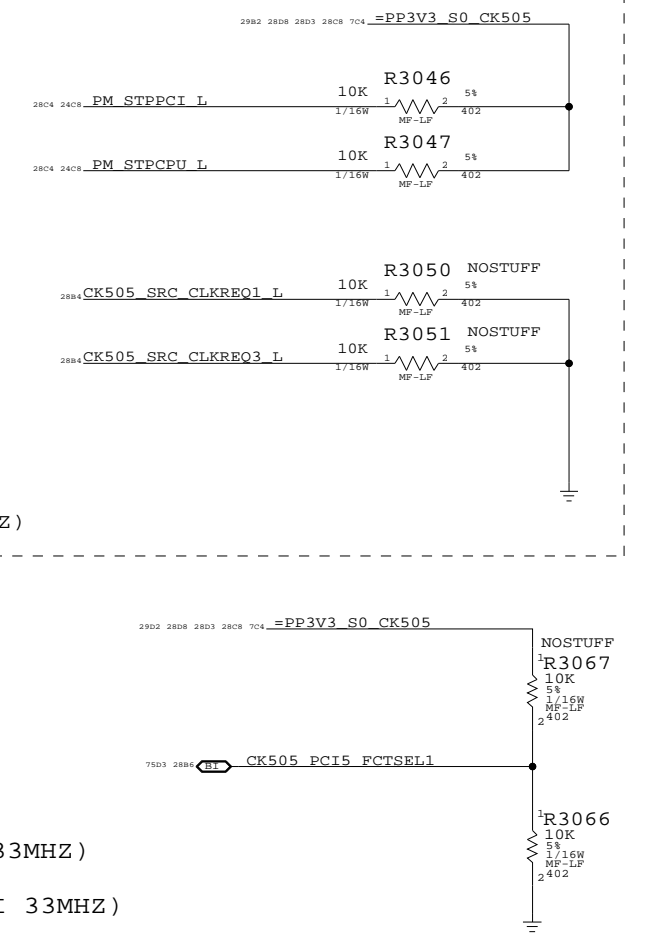 29B2 28D8 28D3 28C8 7C4 =PP3V3_S0_CK505
R3046
28C4 24C8 PM_STPPCI_L 10K 1 2 5%
1/16W MF-LF 402
R3047
28C4 24C8 PM_STPCPU_L 10K 1 2 5%
1/16W MF-LF 402
R3050 NOSTUFF
28B4 CK505_SRC_CLKREQ1_L 10K 1 2 5%
1/16W MF-LF 402
R3051 NOSTUFF
28B4 CK505_SRC_CLKREQ3_L 10K 1 2 5%
1/16W MF-LF 402
Z)
29D2 28D8 28D3 28C8 7C4 =PP3V3_S0_CK505
NOSTUFF
1 R3067
10K
5%
1/16W
MF-LF
2 402
75D3 28B6 BI CK505_PCI5_FCTSEL1
1 R3066
10K
5%
1/16W
MF-LF
2 402
33MHZ)
I 33MHZ)